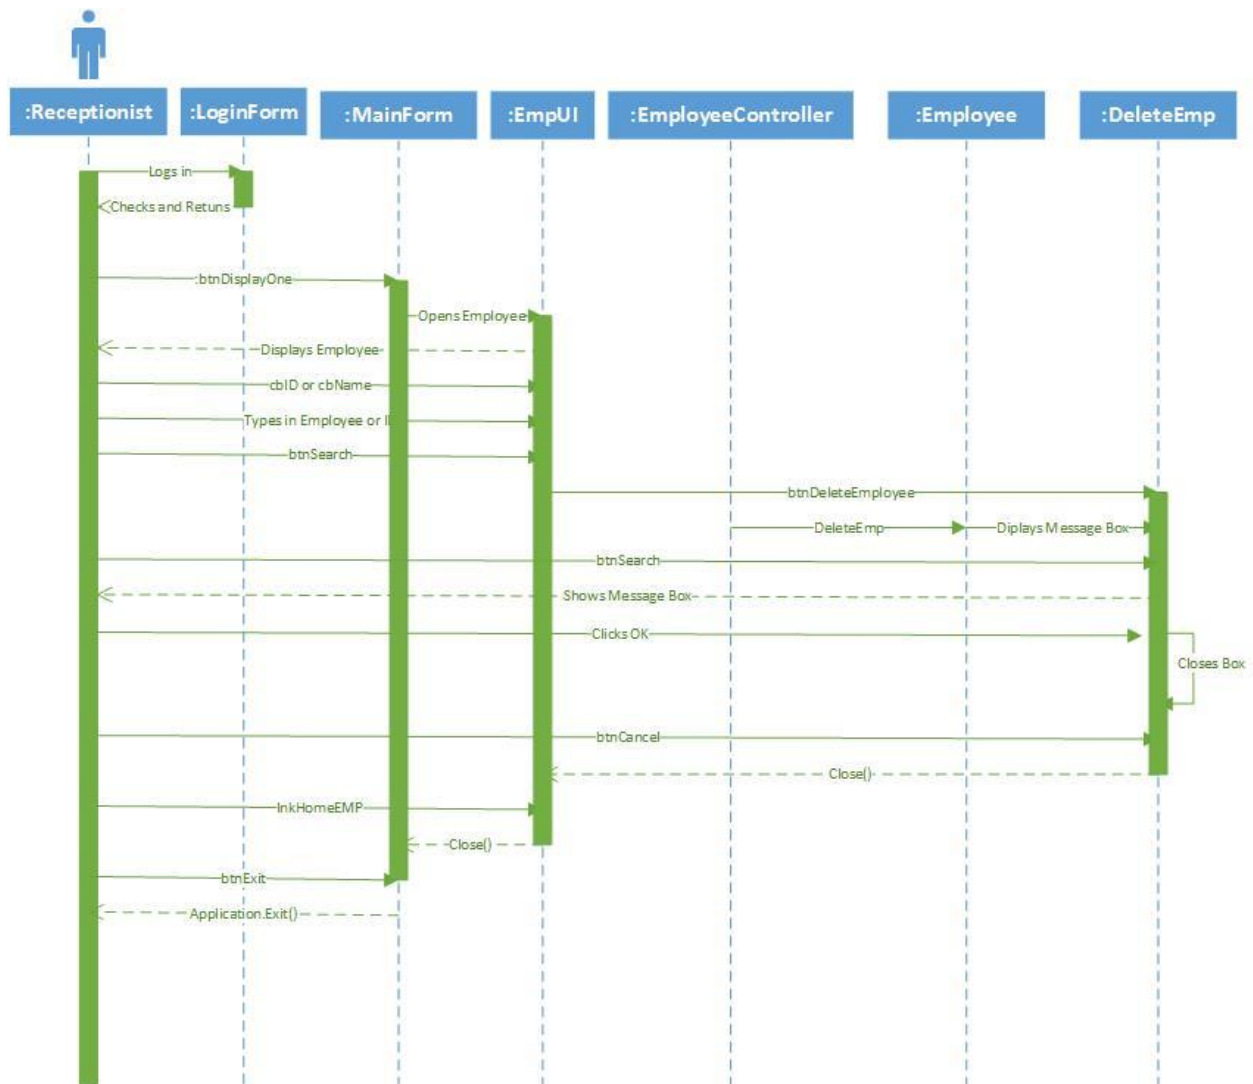 :Receptionist
:LoginForm
:MainForm
:EmpUI
:EmployeeController
:Employee
:DeleteEmp
Logs in
Checks and Retuns
:btnDisplayOne
Opens Employee
Displays Employee
cbID or cbName
Types in Employee or
btnSearch
btnDeleteEmployee
DeleteEmp
Diplays Message Box
btnSearch
Shows Message Box
Clicks OK
Closes Box
btnCancel
Close()
lnkHomeEMP
Close()
btnExit
Application.Exit()